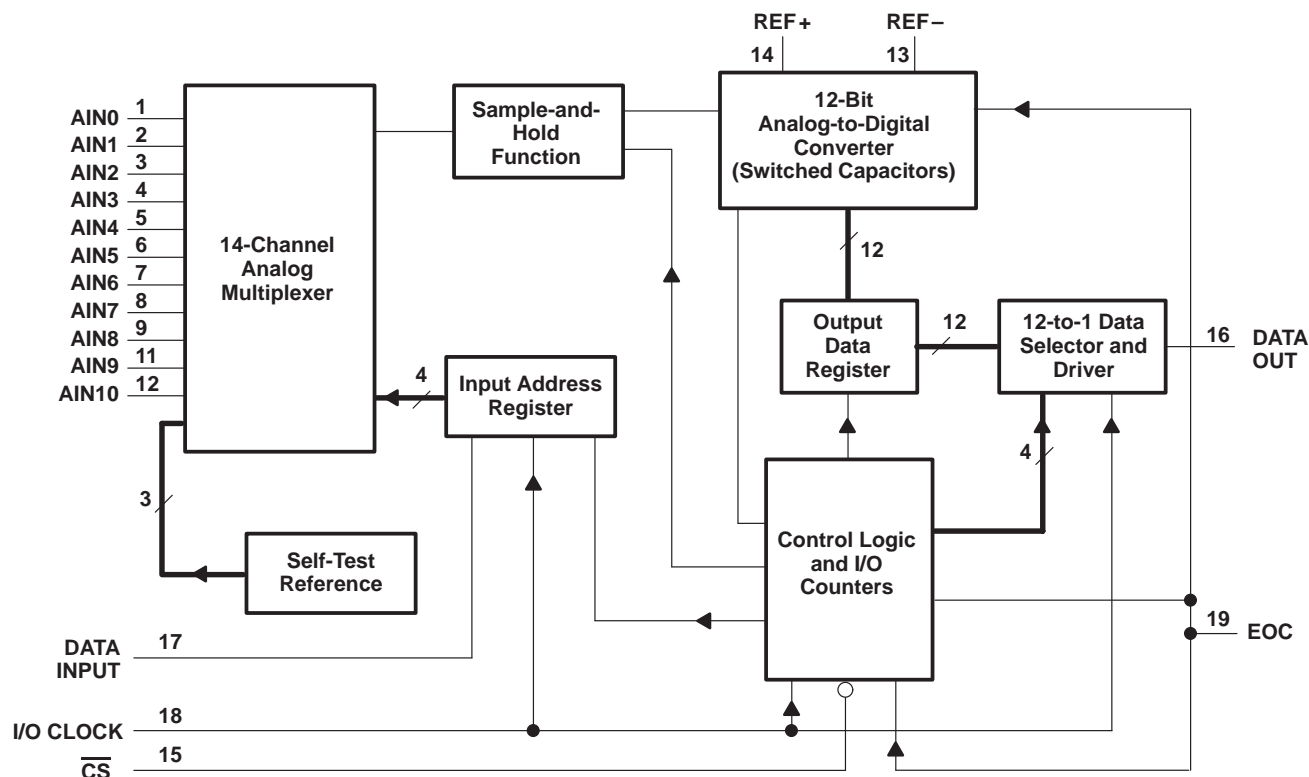 REF+
REF–
14
13
1
AIN0
2
AIN1
3
AIN2
4
AIN3
5
AIN4
6
AIN5
7
AIN6
8
AIN7
9
AIN8
11
AIN9
12
AIN10
14-Channel
Analog
Multiplexer
Sample-and-
Hold
Function
12-Bit
Analog-to-Digital
Converter
(Switched Capacitors)
12
Output
Data
Register
12
12-to-1 Data
Selector and
Driver
16
DATA
OUT
4
Input Address
Register
3
Self-Test
Reference
4
Control Logic
and I/O
Counters
19
EOC
17
DATA
INPUT
18
I/O CLOCK
15
CS